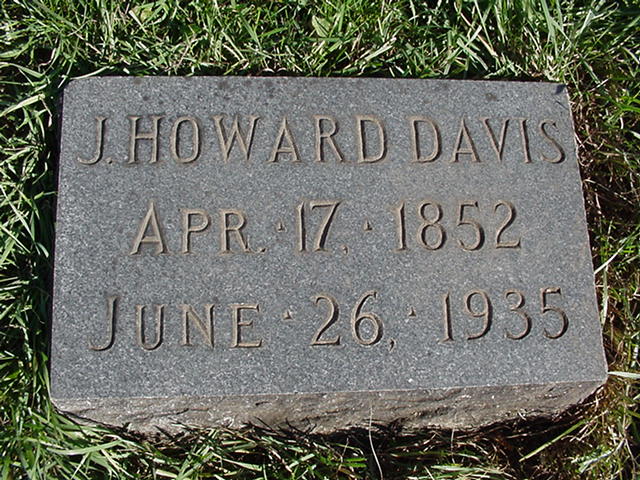 J. HOWARD DAVIS
APR. · 17, · 1852
JUNE · 26, · 1935